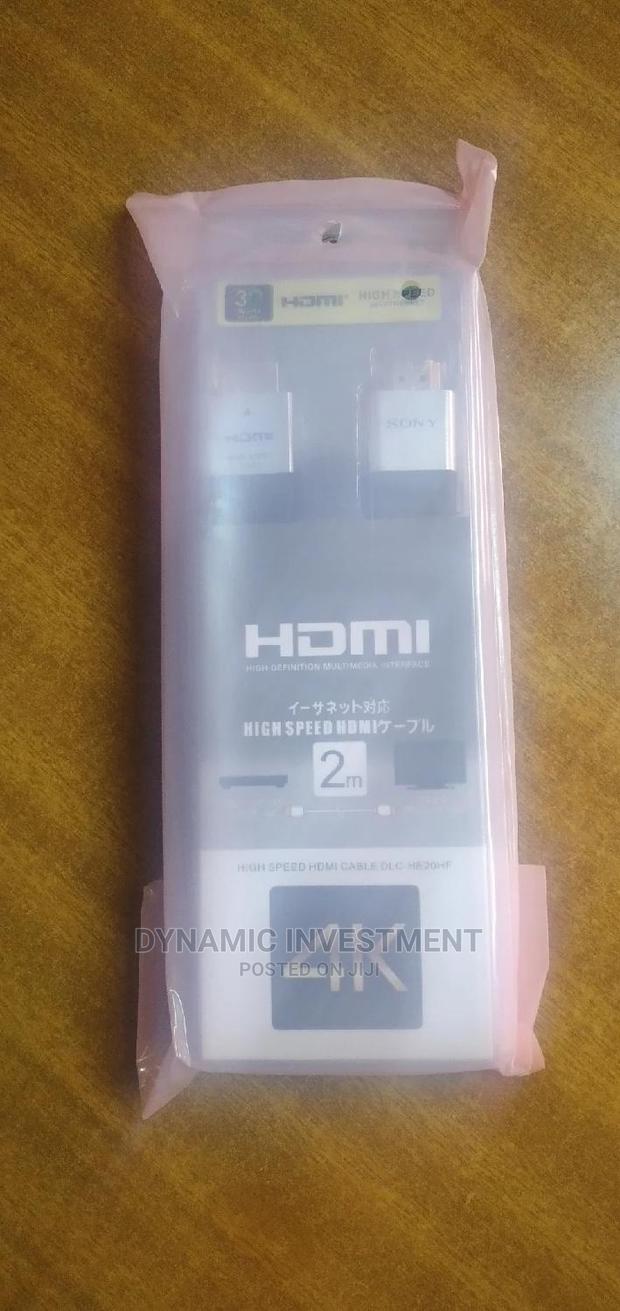 3D
HDMI HIGH SPEED
HDMI
SONY
HDMI
HIGH-DEFINITION MULTIMEDIA INTERFACE
イーサネット対応
HIGH SPEED HDMIケーブル
2m
HIGH SPEED HDMI CABLE DLC-HE20HF
4K
DYNAMIC INVESTMENT
POSTED ON JIJI